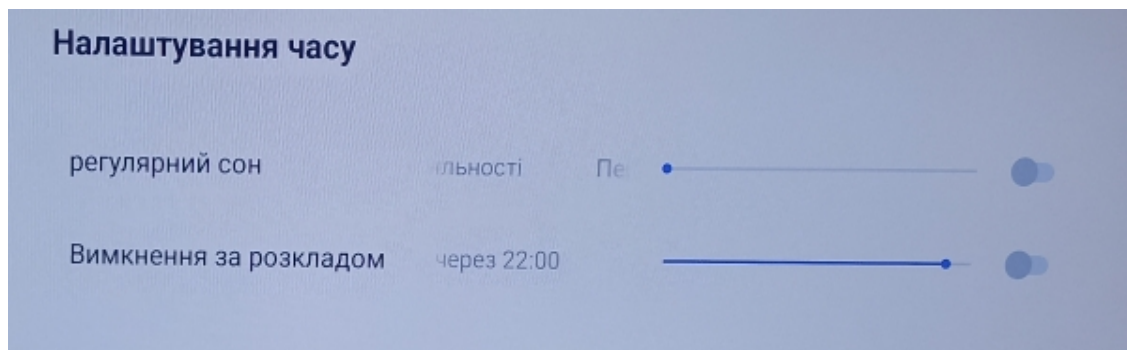 Налаштування часу
регулярний сон
Вимкнення за розкладом через 22:00